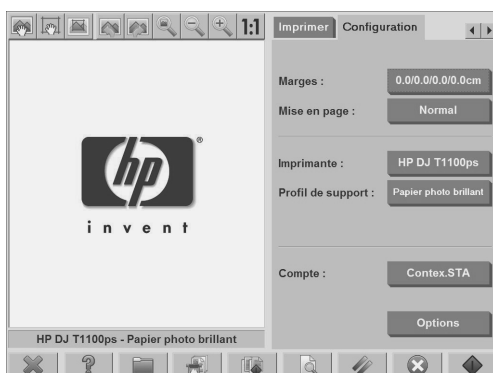 1:1
Imprimer Configuration
Marges : 0.0/0.0/0.0/0.0cm
Mise en page : Normal
Imprimante : HP DJ T1100ps
Profil de support : Papier photo brillant
Compte : Contex.STA
Options
hp ®
invent
HP DJ T1100ps - Papier photo brillant